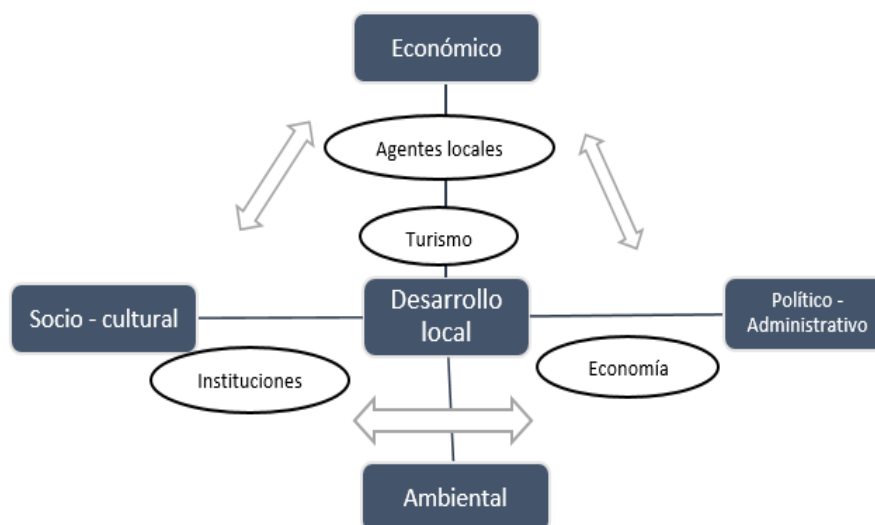 Económico
Agentes locales
Turismo
Socio - cultural
Desarrollo
local
Político -
Administrativo
Instituciones
Economía
Ambiental